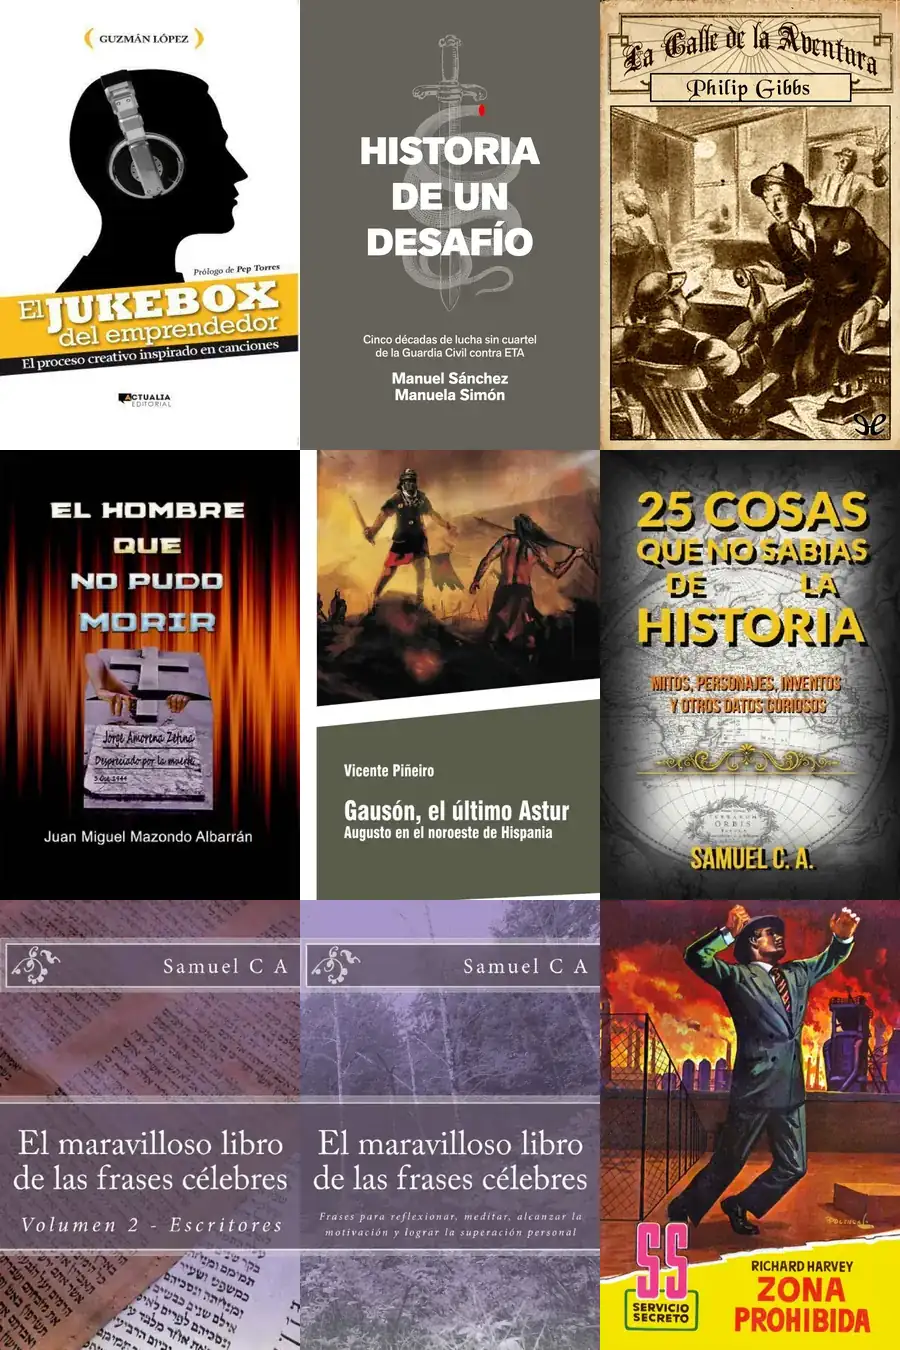 GUZMÁN LÓPEZ
Prólogo de Pep Torres
El JUKEBOX
del emprendedor
El proceso creativo inspirado en canciones
ACTUALIA
EDITORIAL
HISTORIA
DE UN
DESAFÍO
Cinco décadas de lucha sin cuartel
de la Guardia Civil contra ETA
Manuel Sánchez
Manuela Simón
La Calle de la Aventura
Philip Gibbs
EL HOMBRE
QUE
NO PUDO
MORIR
Jorge Amorena Zetina
Despreciado por la muerte
Juan Miguel Mazondo Albarrán
Vicente Piñeiro
Gausón, el último Astur
Augusto en el noroeste de Hispania
25 COSAS
QUE NO SABIAS
DE LA
HISTORIA
MITOS, PERSONAJES, INVENTOS
Y OTROS DATOS CURIOSOS
ORBIS
SAMUEL C. A.
Samuel C A
El maravilloso libro
de las frases célebres
Volumen 2 - Escritores
Samuel C A
El maravilloso libro
de las frases célebres
Frases para reflexionar, meditar, alcanzar la
motivación y lograr la superación personal
SS
SERVICIO
SECRETO
RICHARD HARVEY
ZONA
PROHIBIDA